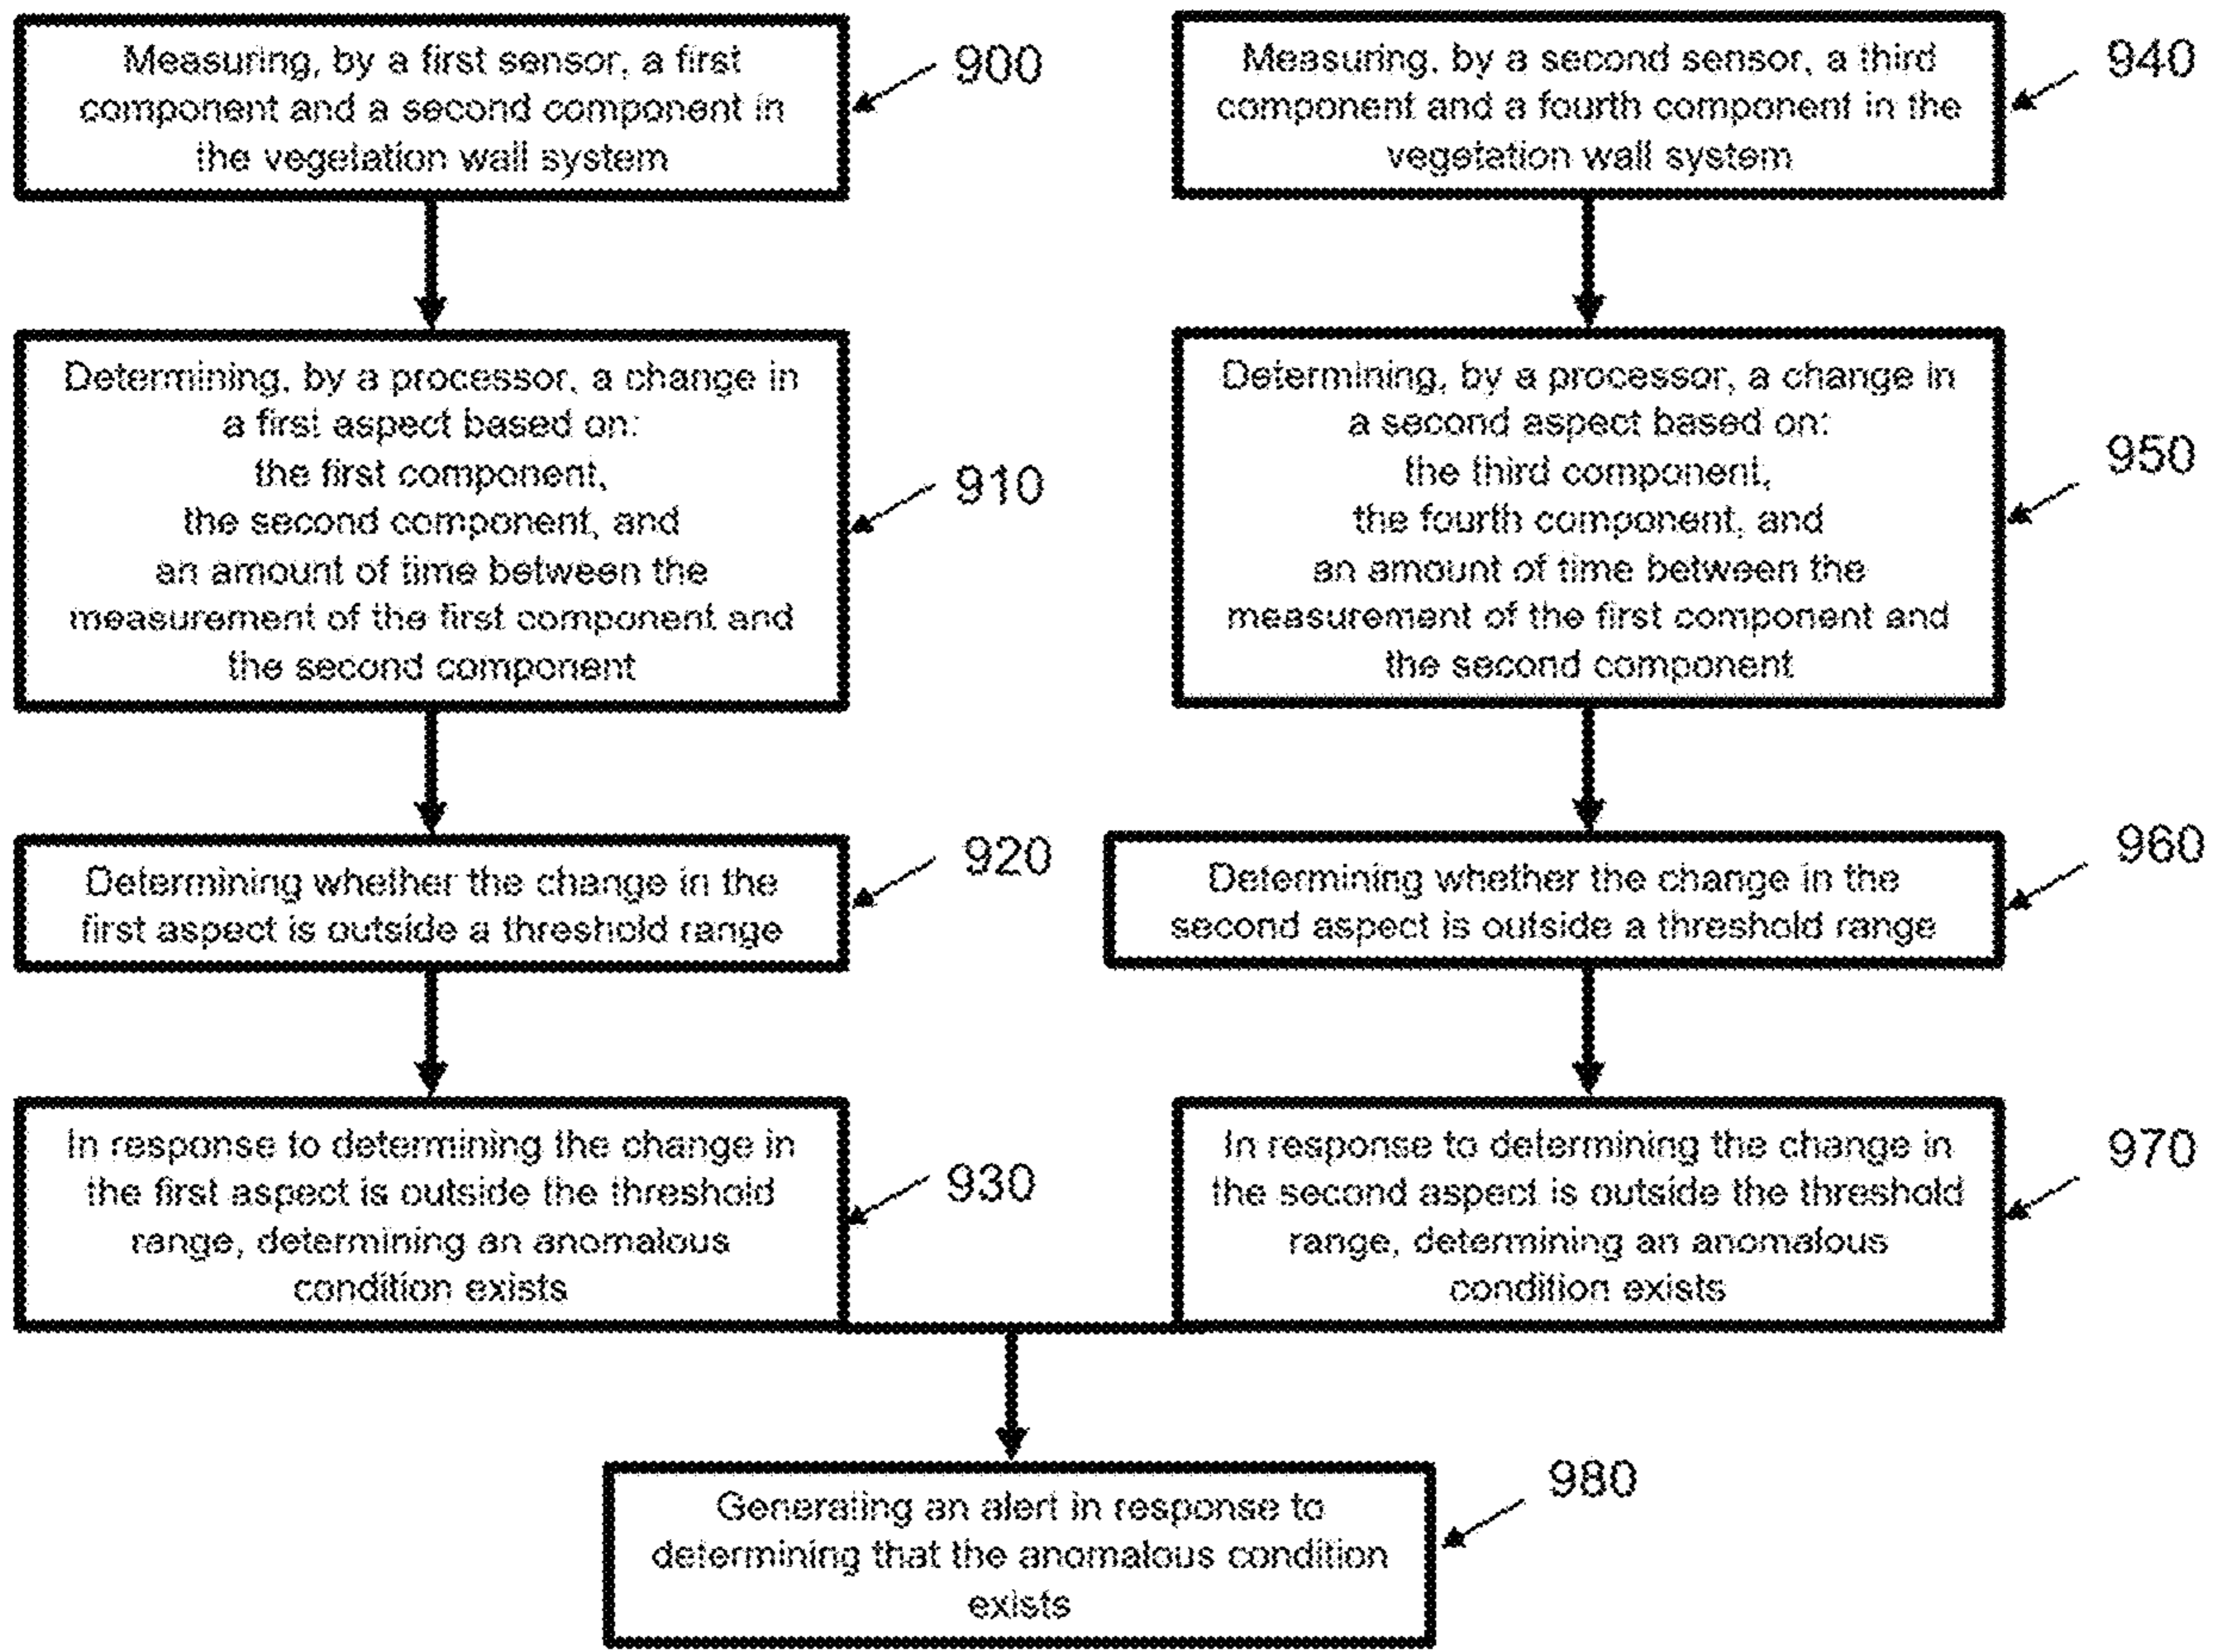 Measuring, by a first sensor, a first
component and a second component in
the vegetation wall system
900
Determining, by a processor, a change in
a first aspect based on:
the first component,
the second component, and
an amount of time between the
measurement of the first component and
the second component
910
Determining whether the change in the
first aspect is outside a threshold range
920
In response to determining the change in
the first aspect is outside the threshold
range, determining an anomalous
condition exists
930
Measuring, by a second sensor, a third
component and a fourth component in the
vegetation wall system
940
Determining, by a processor, a change in
a second aspect based on:
the third component,
the fourth component, and
an amount of time between the
measurement of the first component and
the second component
950
Determining whether the change in the
second aspect is outside a threshold range
960
In response to determining the change in
the second aspect is outside the threshold
range, determining an anomalous
condition exists
970
Generating an alert in response to
determining that the anomalous condition
exists
980